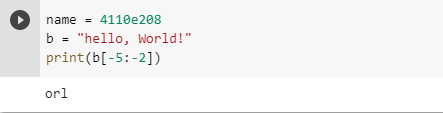 name = 4110e208
b = "hello, World!"
print(b[-5:-2])
orl